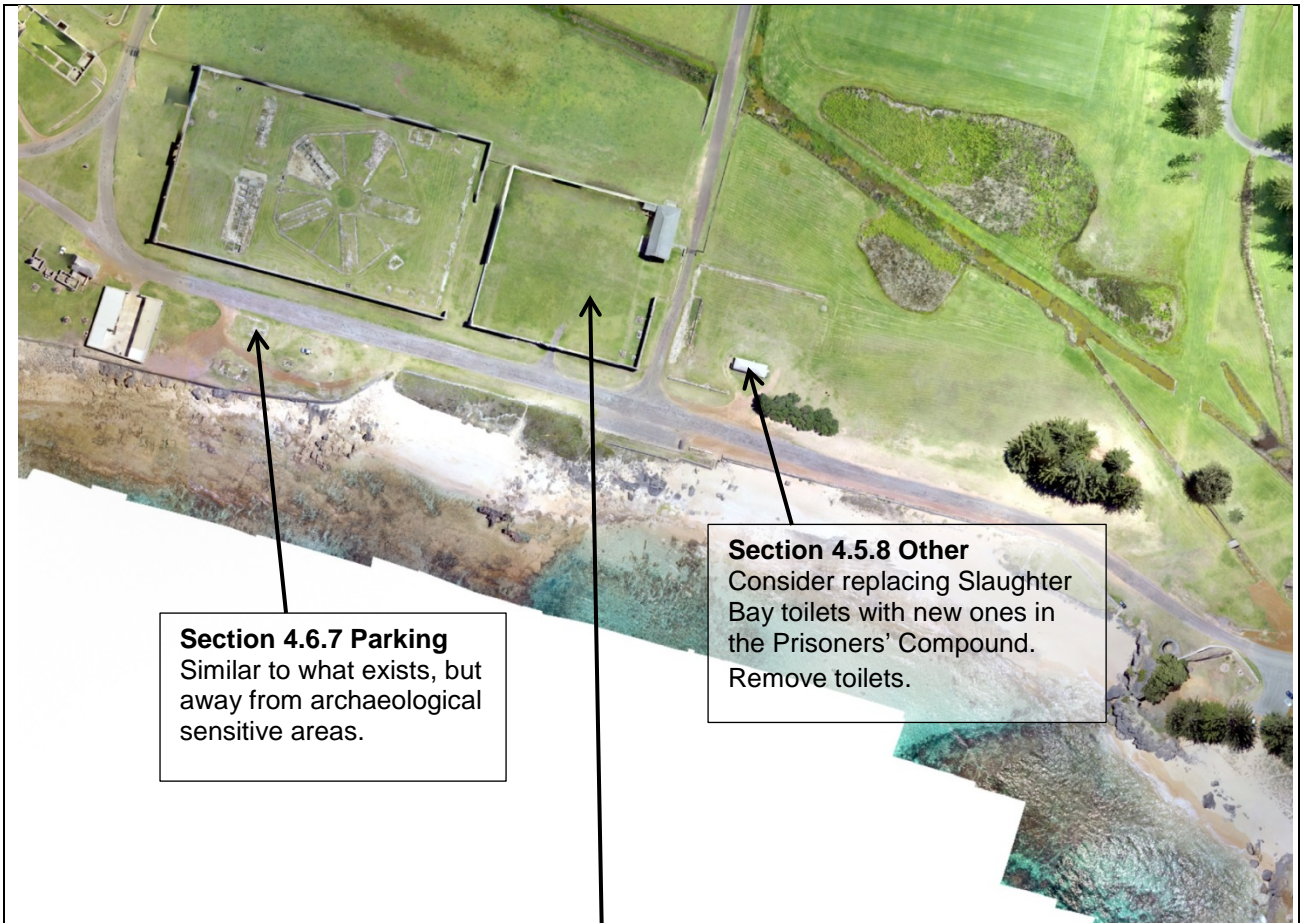 Section 4.6.7 Parking
Similar to what exists, but
away from archaeological
sensitive areas.
Section 4.5.8 Other
Consider replacing Slaughter
Bay toilets with new ones in
the Prisoners' Compound.
Remove toilets.